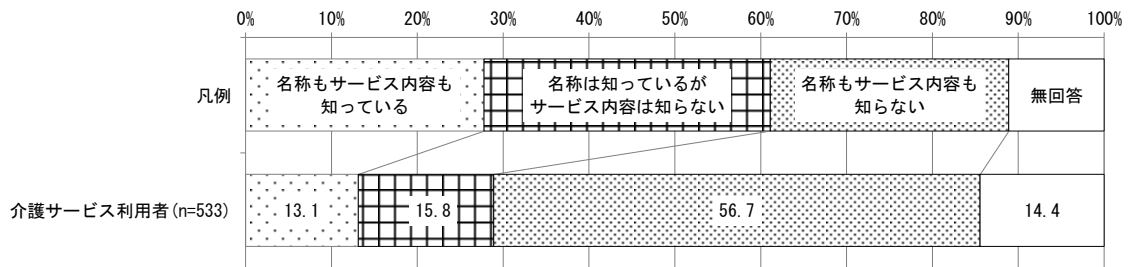 0% 10% 20% 30% 40% 50% 60% 70% 80% 90% 100%
凡例
名称もサービス内容も
知っている
名称は知っているが
サービス内容は知らない
名称もサービス内容も
知らない
無回答
介護サービス利用者(n=533)
13.1 15.8 56.7 14.4